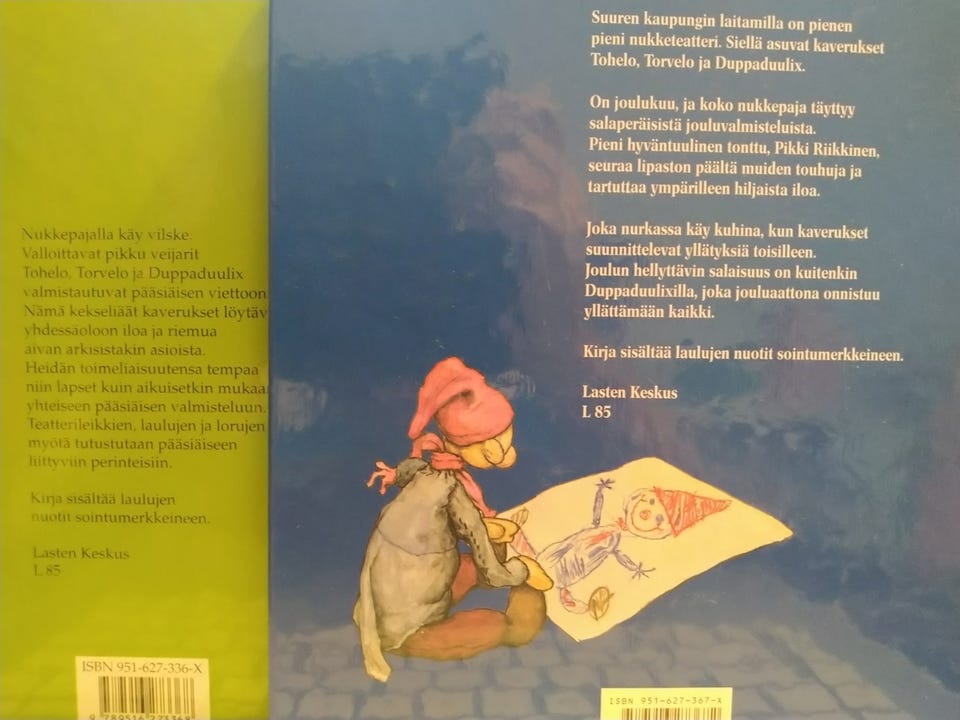 Nukkepajalla käy vilske.
Valloittavat pikku veijarit
Tohelo, Torvelo ja Duppaduulix
valmistautuvat pääsiäisen viettoon
Nämä kekseliäät kaverukset löytäv
yhdessäoloon iloa ja riemua
aivan arkisistakin asioista.
Heidän toimeliaisuutensa tempaa
niin lapset kuin aikuisetkin mukaa
yhteiseen pääsiäisen valmisteluun.
Teatterileikkien, laulujen ja lorujen
myötä tutustutaan pääsiäiseen
liittyviin perinteisiin.
Kirja sisältää laulujen
nuotit sointumerkkeineen.
Lasten Keskus
L 85
ISBN 951-627-336-X
9 789516 273368
Suuren kaupungin laitamilla on pienen
pieni nukketeatteri. Siellä asuvat kaverukset
Tohelo, Torvelo ja Duppaduulix.
On joulukuu, ja koko nukkepaja täyttyy
salaperäisistä jouluvalmisteluista.
Pieni hyväntuulinen tonttu, Pikki Riikkinen,
seuraa lipaston päältä muiden touhuja ja
tartuttaa ympärilleen hiljaista iloa.
Joka nurkassa käy kuhina, kun kaverukset
suunnittelevat yllätyksiä toisilleen.
Joulun hellyttävin salaisuus on kuitenkin
Duppaduulixilla, joka jouluaattona onnistuu
yllättämään kaikki.
Kirja sisältää laulujen nuotit sointumerkkeineen.
Lasten Keskus
L 85
ISBN 951-627-367-X